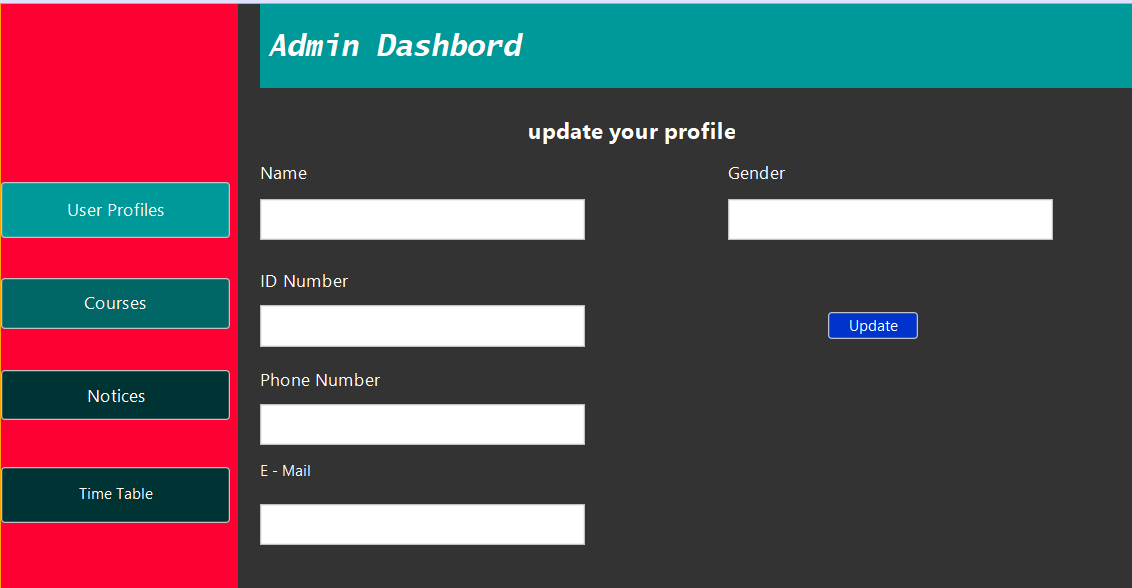 Admin Dashbord
update your profile
Name
Gender
User Profiles
ID Number
Courses
Update
Phone Number
Notices
E - Mail
Time Table